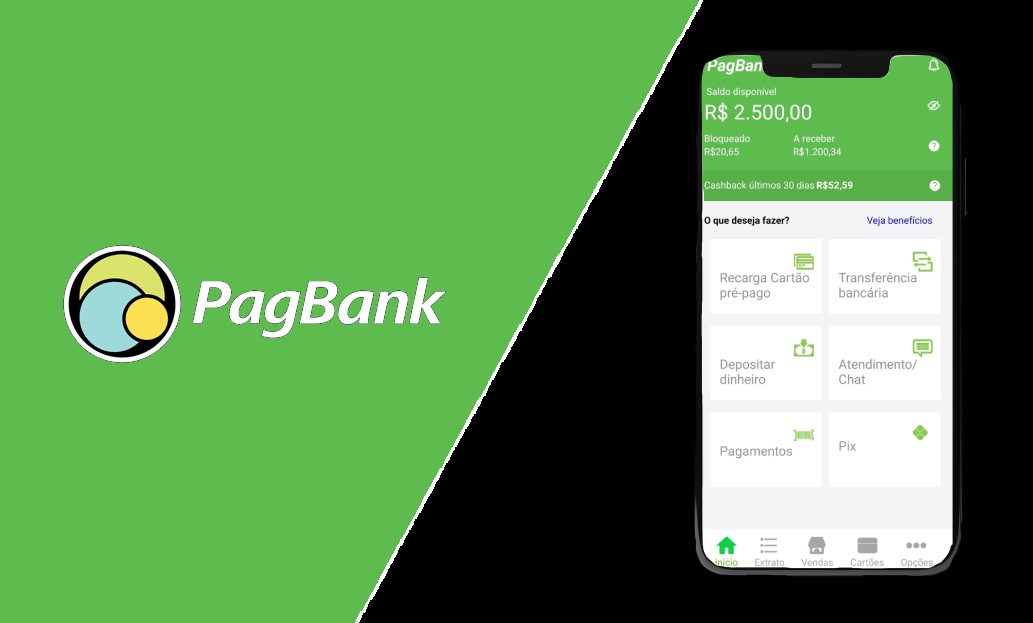 PagBank
PagBan
Saldo disponível
R$ 2.500,00
Bloqueado A receber
R$20,65 R$1.200,34
Cashback últimos 30 dias R$52,59
O que deseja fazer? Veja benefícios
Recarga Cartão
pré-pago
Transferência
bancária
Depositar
dinheiro
Atendimento/
Chat
Pagamentos
Pix
Início Extrato Vendas Cartões Opções